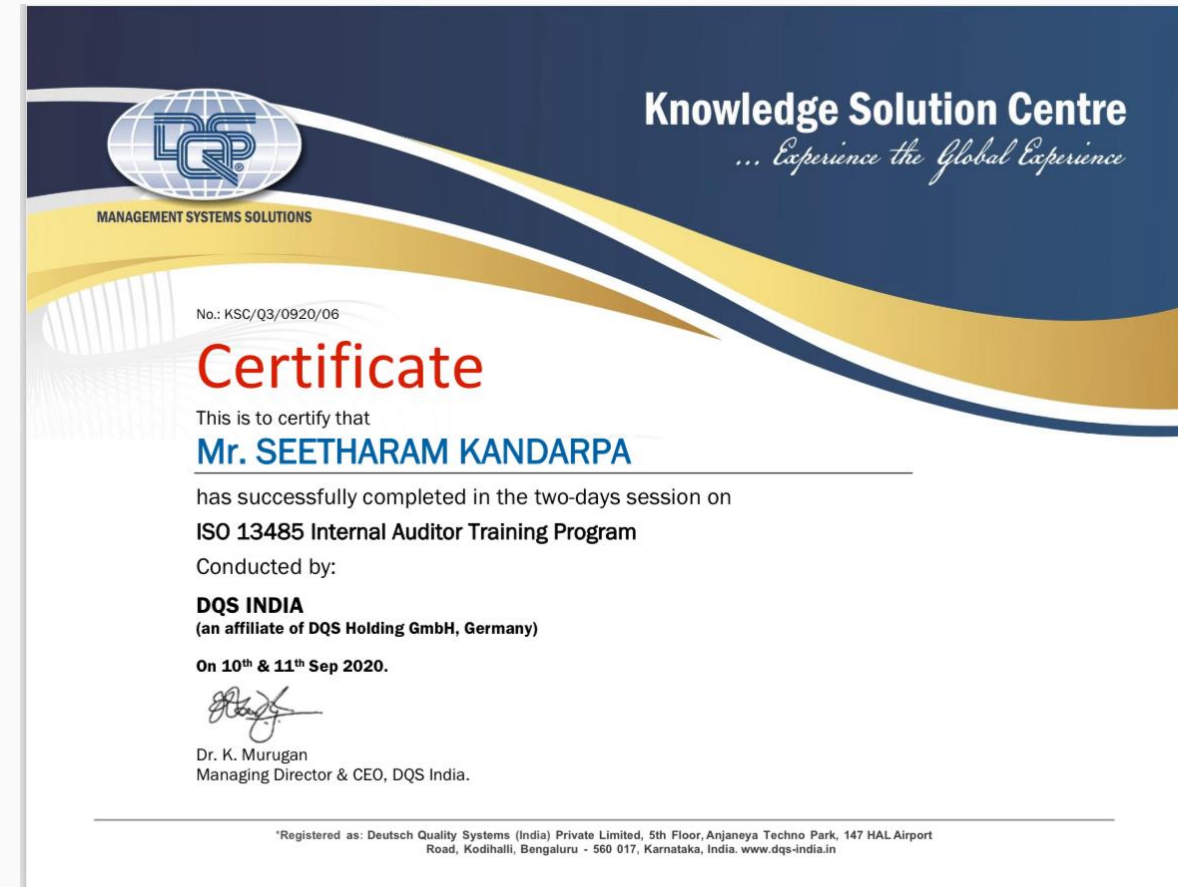 Knowledge Solution Centre
... Experience the Global Experience
DQS
MANAGEMENT SYSTEMS SOLUTIONS
No.: KSC/Q3/0920/06
Certificate
This is to certify that
Mr. SEETHARAM KANDARPA
has successfully completed in the two-days session on
ISO 13485 Internal Auditor Training Program
Conducted by:
DQS INDIA
(an affiliate of DQS Holding GmbH, Germany)
On 10th & 11th Sep 2020.
Dr. K. Murugan
Managing Director & CEO, DQS India.
*Registered as: Deutsch Quality Systems (India) Private Limited, 5th Floor, Anjaneya Techno Park, 147 HAL Airport
Road, Kodihalli, Bengaluru - 560 017, Karnataka, India. www.dqs-india.in